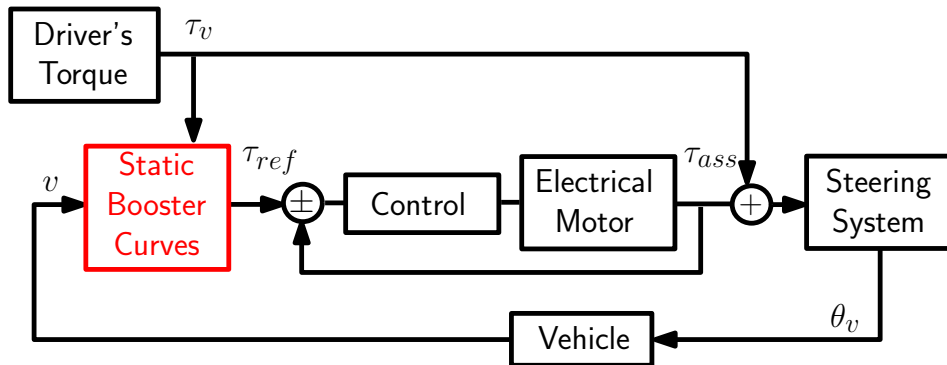 Driver's
Torque
τ_v
Static
Booster
Curves
v
τ_ref
±
Control
Electrical
Motor
τ_ass
+
Steering
System
θ_v
Vehicle